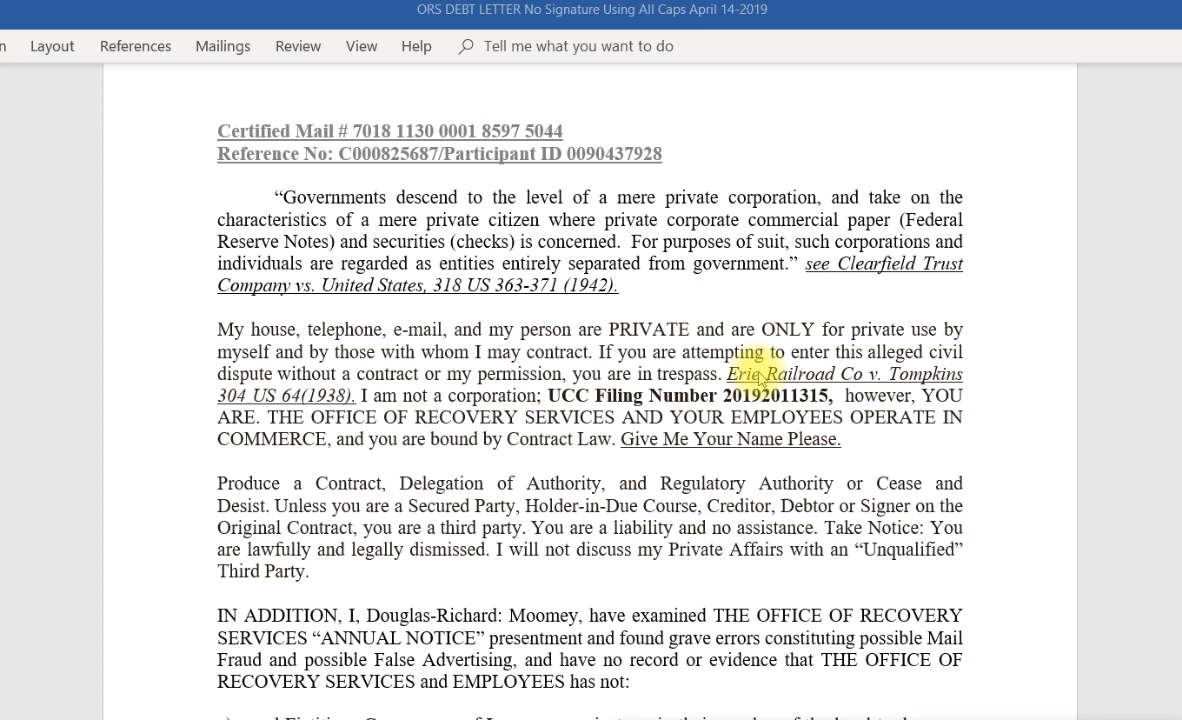 ORS DEBT LETTER No Signature Using All Caps April 14-2019
Layout References Mailings Review View Help Tell me what you want to do
Certified Mail # 7018 1130 0001 8597 5044
Reference No: C000825687/Participant ID 0090437928
“Governments descend to the level of a mere private corporation, and take on the
characteristics of a mere private citizen where private corporate commercial paper (Federal
Reserve Notes) and securities (checks) is concerned. For purposes of suit, such corporations and
individuals are regarded as entities entirely separated from government.” see Clearfield Trust
Company vs. United States, 318 US 363-371 (1942).
My house, telephone, e-mail, and my person are PRIVATE and are ONLY for private use by
myself and by those with whom I may contract. If you are attempting to enter this alleged civil
dispute without a contract or my permission, you are in trespass. Erie Railroad Co v. Tompkins
304 US 64(1938). I am not a corporation; UCC Filing Number 20192011315, however, YOU
ARE. THE OFFICE OF RECOVERY SERVICES AND YOUR EMPLOYEES OPERATE IN
COMMERCE, and you are bound by Contract Law. Give Me Your Name Please.
Produce a Contract, Delegation of Authority, and Regulatory Authority or Cease and
Desist. Unless you are a Secured Party, Holder-in-Due Course, Creditor, Debtor or Signer on the
Original Contract, you are a third party. You are a liability and no assistance. Take Notice: You
are lawfully and legally dismissed. I will not discuss my Private Affairs with an “Unqualified”
Third Party.
IN ADDITION, I, Douglas-Richard: Moomey, have examined THE OFFICE OF RECOVERY
SERVICES “ANNUAL NOTICE” presentment and found grave errors constituting possible Mail
Fraud and possible False Advertising, and have no record or evidence that THE OFFICE OF
RECOVERY SERVICES and EMPLOYEES has not: